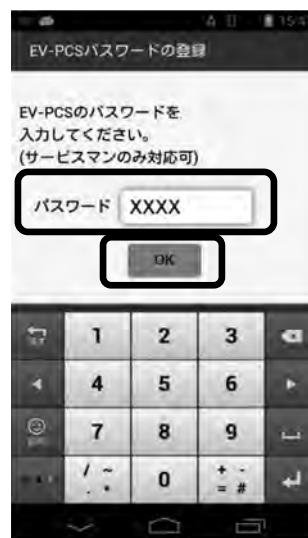 EV-PCSパスワードの登録
EV-PCSのパスワードを
入力してください。
(サービスマンのみ対応可)
パスワード XXXX
OK
1 2 3
4 5 6
7 8 9
/ ~ 0 + -
. ・ = #